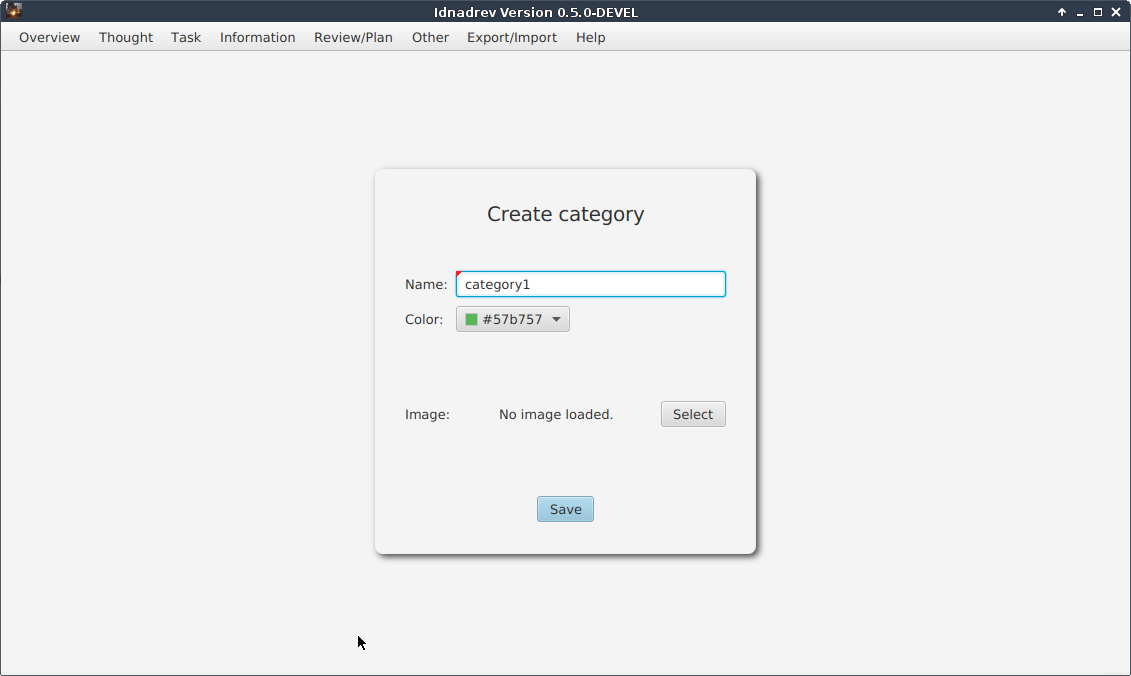 Idnadrev Version 0.5.0-DEVEL
Overview Thought Task Information Review/Plan Other Export/Import Help
Create category
Name: category1
Color: #57b757
Image: No image loaded. Select
Save